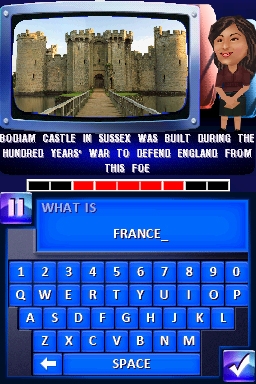 BODIAM CASTLE IN SUSSEX WAS BUILT DURING THE
HUNDRED YEARS' WAR TO DEFEND ENGLAND FROM
THIS FOE
WHAT IS
FRANCE_
1 2 3 4 5 6 7 8 9 0
Q W E R T Y U I O P
A S D F G H J K L
Z X C V B N M
SPACE